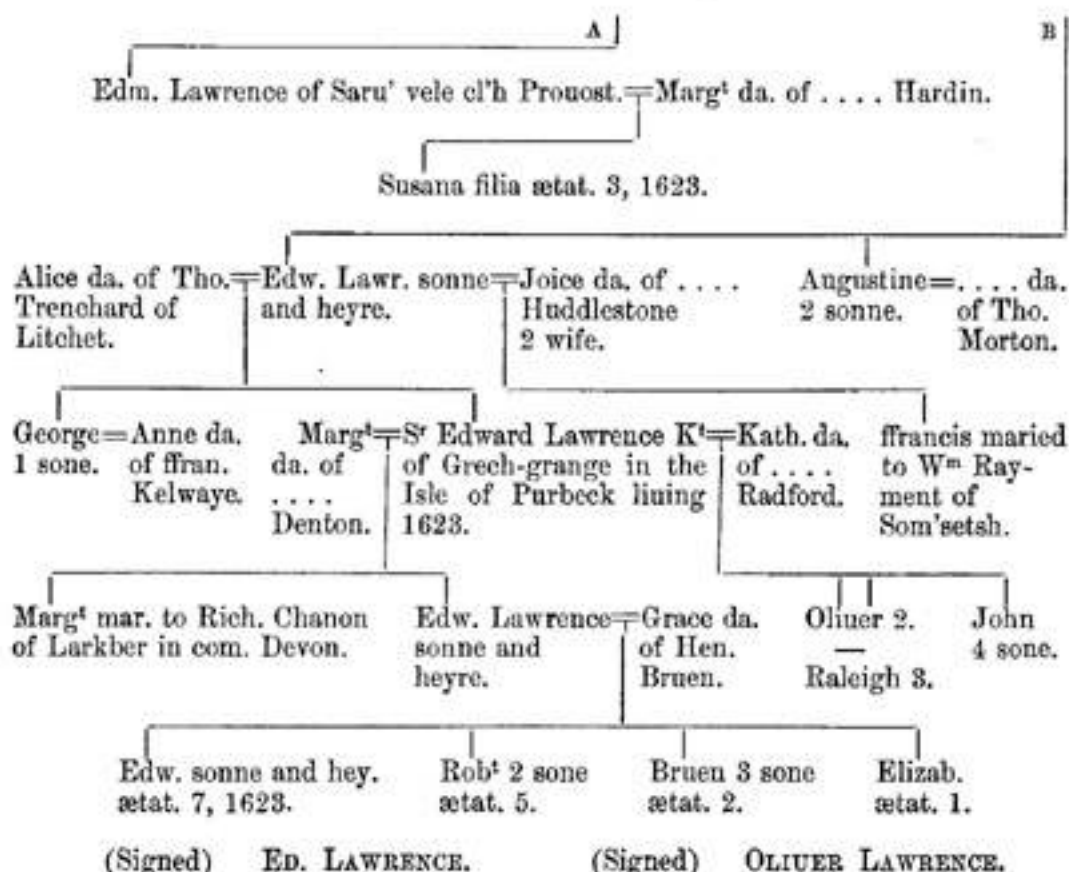 A B
Edm. Lawrence of Saru' vele cl'h Prouost.=Margᵗ da. of .... Hardin.
Susana filia ætat. 3, 1623.
Alice da. of Tho.=Edw. Lawr. sonne=Joice da. of .... Augustine=.... da.
Trenchard of and heyre. Huddlestone 2 sonne. of Tho.
Litchet. 2 wife. Morton.
George=Anne da. Margᵗ=Sʳ Edward Lawrence Kᵗ=Kath. da. ffrancis maried
1 sone. of ffran. da. of of Grech-grange in the of .... to Wᵐ Ray-
Kelwaye. .... Isle of Purbeck liuing Radford. ment of
Denton. 1623. Som'setsh.
Margᵗ mar. to Rich. Chanon Edw. Lawrence=Grace da. Oliuer 2. John
of Larkber in com. Devon. sonne and of Hen. — 4 sone.
heyre. Bruen. Raleigh 3.
Edw. sonne and hey. Robᵗ 2 sone Bruen 3 sone Elizab.
ætat. 7, 1623. ætat. 5. ætat. 2. ætat. 1.
(Signed) ED. LAWRENCE. (Signed) OLIUER LAWRENCE.